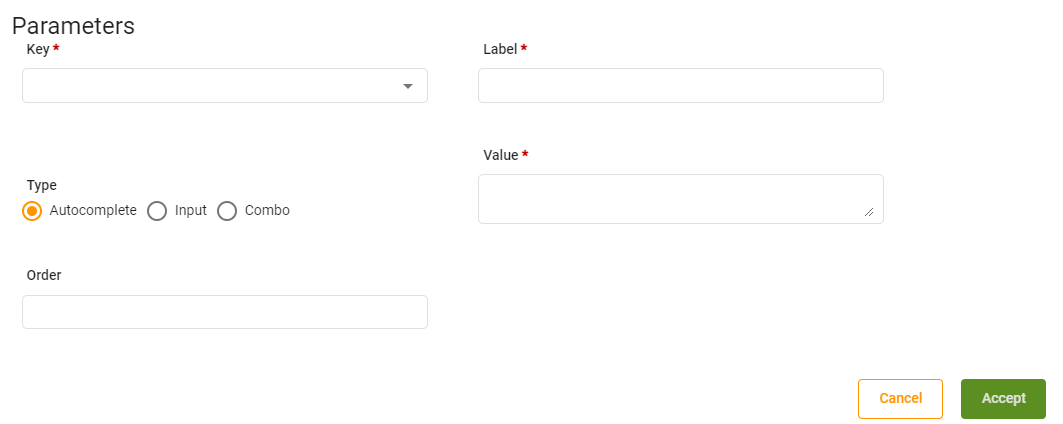 Parameters
Key *
Label *
Value *
Type
Autocomplete Input Combo
Order
Cancel Accept